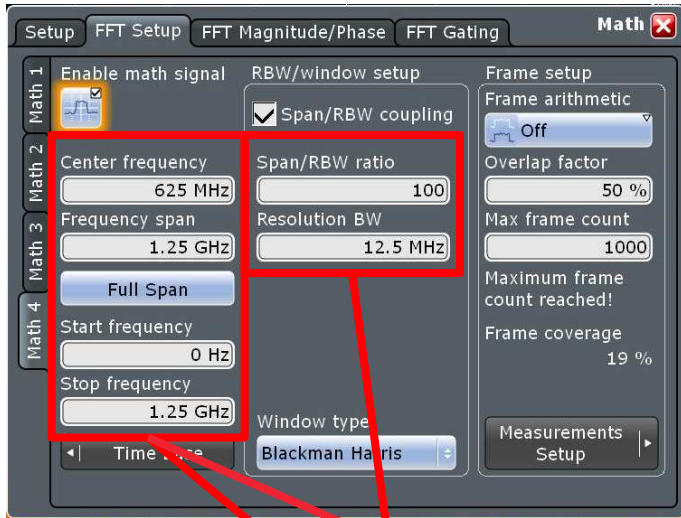 Setup FFT Setup FFT Magnitude/Phase FFT Gating Math
Math 1
Math 2
Math 3
Math 4
Enable math signal
Center frequency
625 MHz
Frequency span
1.25 GHz
Full Span
Start frequency
0 Hz
Stop frequency
1.25 GHz
Time
RBW/window setup
Span/RBW coupling
Span/RBW ratio
100
Resolution BW
12.5 MHz
Window type
Blackman Harris
Frame setup
Frame arithmetic
Off
Overlap factor
50 %
Max frame count
1000
Maximum frame
count reached!
Frame coverage
19 %
Measurements
Setup